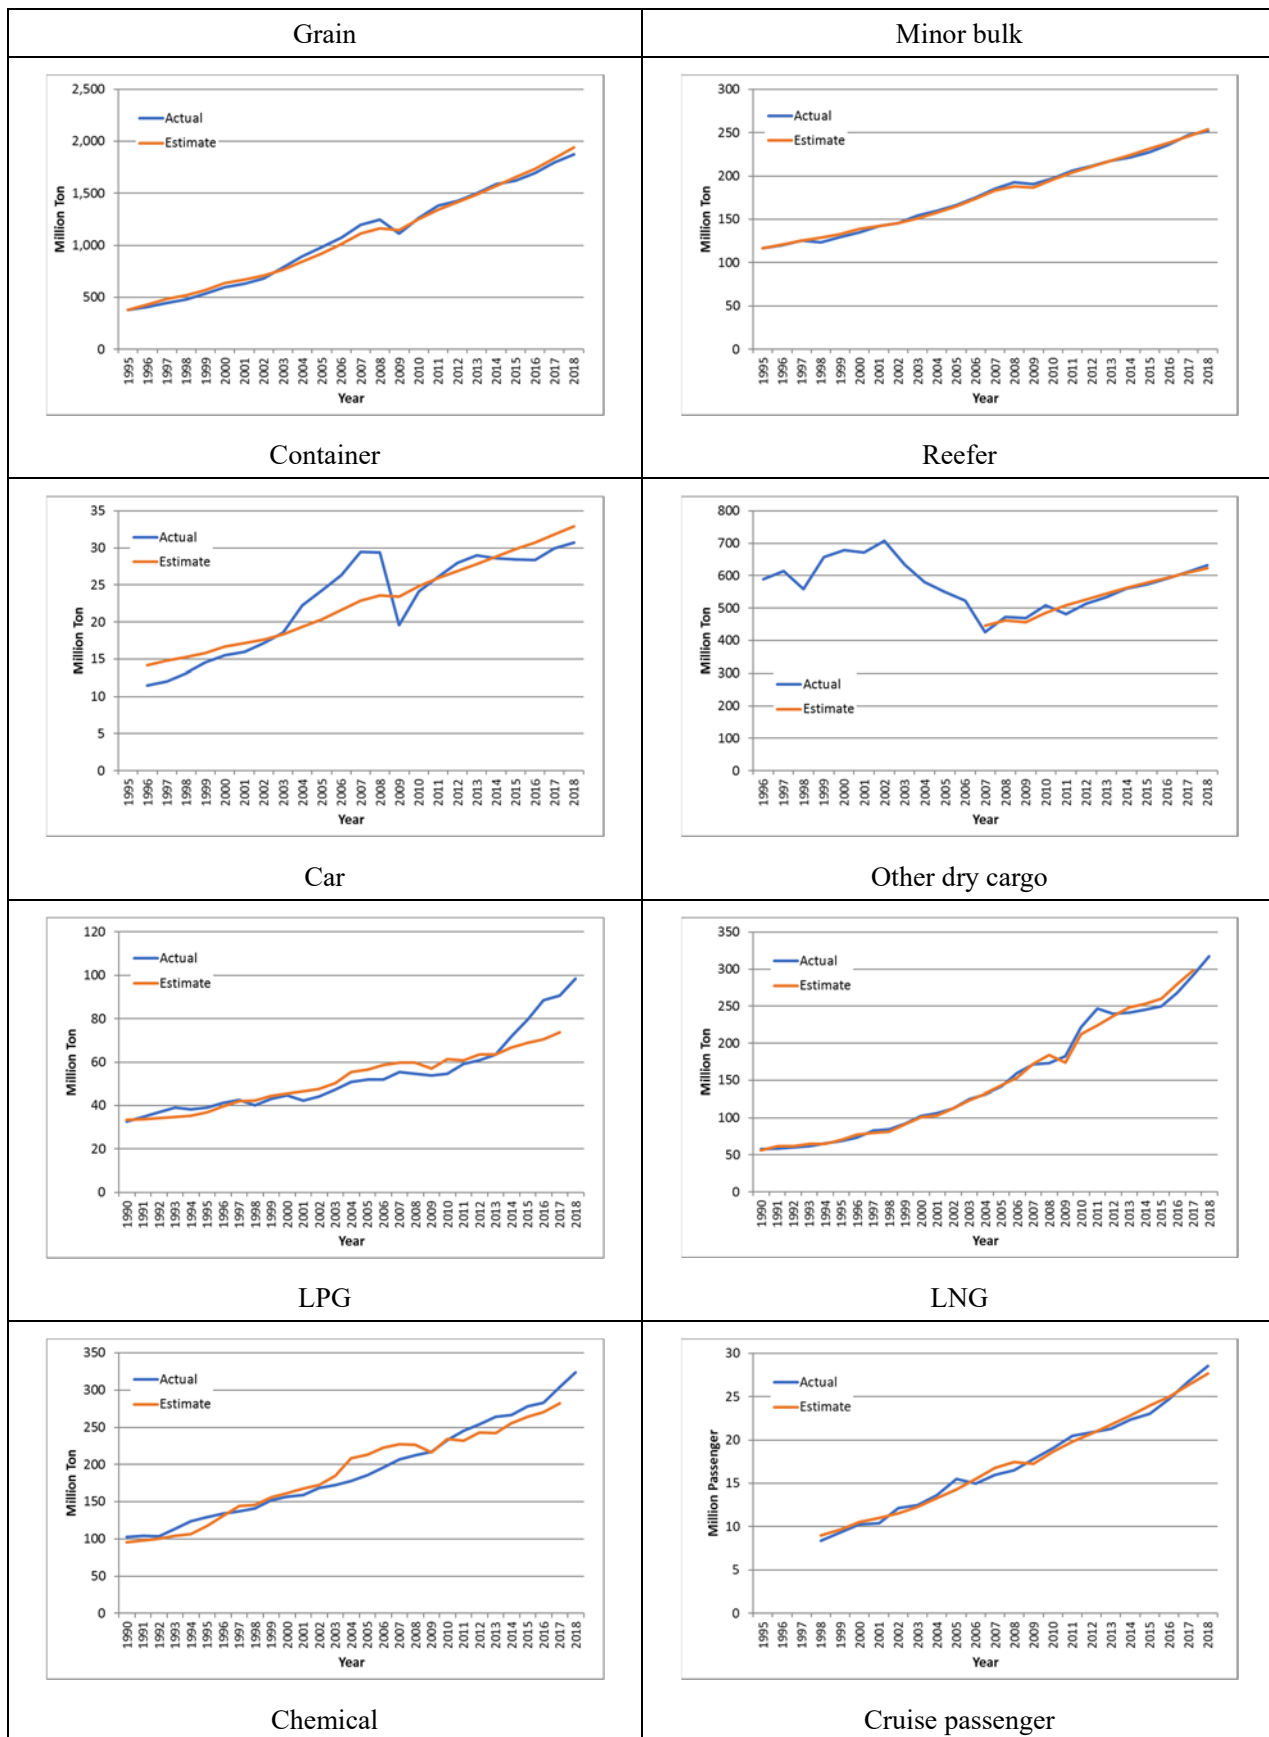 Grain
Minor bulk
2,500
2,000
1,500
1,000
500
0
Million Ton
Actual
Estimate
1995 1996 1997 1998 1999 2000 2001 2002 2003 2004 2005 2006 2007 2008 2009 2010 2011 2012 2013 2014 2015 2016 2017 2018
Year
Container
300
250
200
150
100
50
0
Million Ton
Actual
Estimate
1995 1996 1997 1998 1999 2000 2001 2002 2003 2004 2005 2006 2007 2008 2009 2010 2011 2012 2013 2014 2015 2016 2017 2018
Year
Reefer
35
30
25
20
15
10
5
0
Million Ton
Actual
Estimate
1995 1996 1997 1998 1999 2000 2001 2002 2003 2004 2005 2006 2007 2008 2009 2010 2011 2012 2013 2014 2015 2016 2017 2018
Year
Car
800
700
600
500
400
300
200
100
0
Million Ton
Actual
Estimate
1996 1997 1998 1999 2000 2001 2002 2003 2004 2005 2006 2007 2008 2009 2010 2011 2012 2013 2014 2015 2016 2017 2018
Year
Other dry cargo
120
100
80
60
40
20
0
Million Ton
Actual
Estimate
1990 1991 1992 1993 1994 1995 1996 1997 1998 1999 2000 2001 2002 2003 2004 2005 2006 2007 2008 2009 2010 2011 2012 2013 2014 2015 2016 2017 2018
Year
LPG
350
300
250
200
150
100
50
0
Million Ton
Actual
Estimate
1990 1991 1992 1993 1994 1995 1996 1997 1998 1999 2000 2001 2002 2003 2004 2005 2006 2007 2008 2009 2010 2011 2012 2013 2014 2015 2016 2017 2018
Year
LNG
350
300
250
200
150
100
50
0
Million Ton
Actual
Estimate
1990 1991 1992 1993 1994 1995 1996 1997 1998 1999 2000 2001 2002 2003 2004 2005 2006 2007 2008 2009 2010 2011 2012 2013 2014 2015 2016 2017 2018
Year
Chemical
30
25
20
15
10
5
0
Million Passenger
Actual
Estimate
1995 1996 1997 1998 1999 2000 2001 2002 2003 2004 2005 2006 2007 2008 2009 2010 2011 2012 2013 2014 2015 2016 2017 2018
Year
Cruise passenger